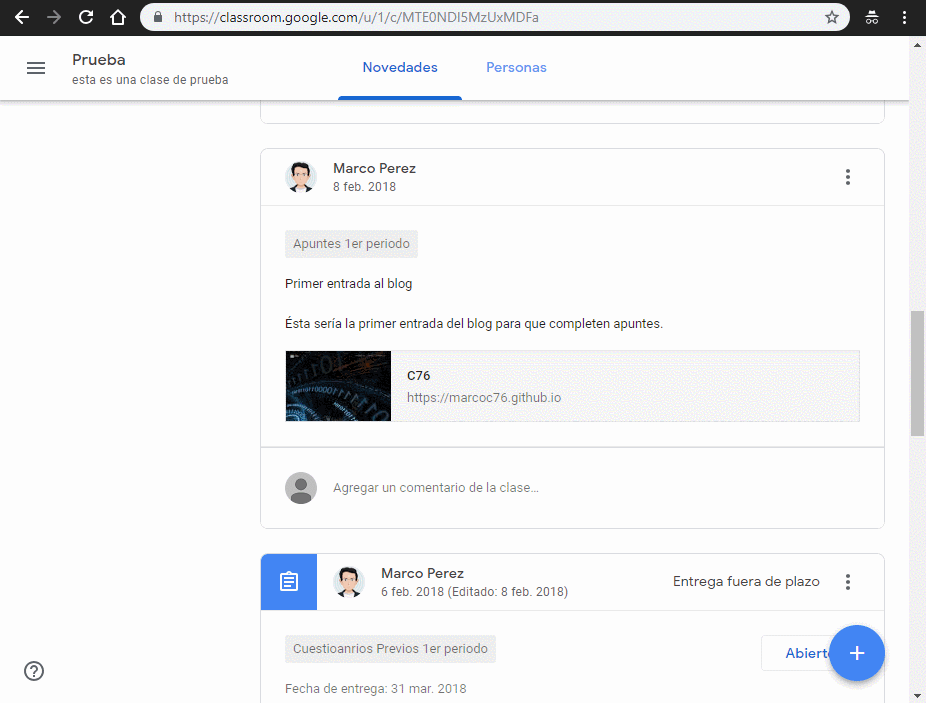 https://classroom.google.com/u/1/c/MTE0NDI5MzUxMDFa
Prueba
esta es una clase de prueba
Novedades
Personas
Marco Perez
8 feb. 2018
Apuntes 1er periodo
Primer entrada al blog
Ésta sería la primer entrada del blog para que completen apuntes.
C76
https://marcoc76.github.io
Agregar un comentario de la clase...
Marco Perez
6 feb. 2018 (Editado: 8 feb. 2018)
Entrega fuera de plazo
Cuestioanrios Previos 1er periodo
Abierto
Fecha de entrega: 31 mar. 2018